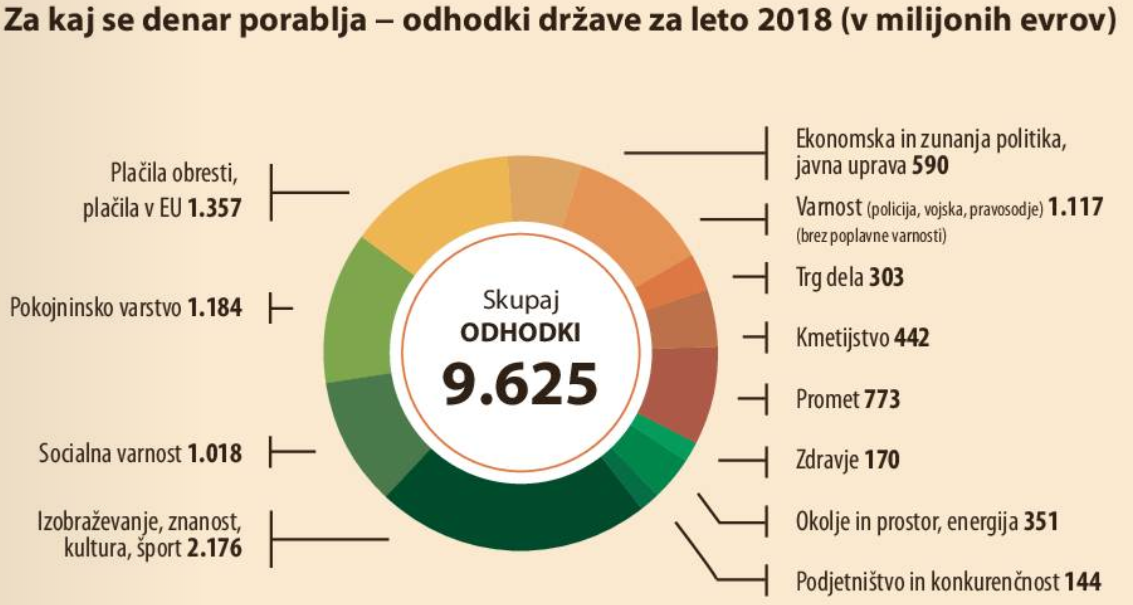 Za kaj se denar porablja – odhodki države za leto 2018 (v milijonih evrov)
Plačila obresti,
plačila v EU 1.357
Pokojninsko varstvo 1.184
Socialna varnost 1.018
Izobraževanje, znanost,
kultura, šport 2.176
Skupaj
ODHODKI
9.625
Ekonomska in zunanja politika,
javna uprava 590
Varnost (policija, vojska, pravosodje) 1.117
(brez poplavne varnosti)
Trg dela 303
Kmetijstvo 442
Promet 773
Zdravje 170
Okolje in prostor, energija 351
Podjetništvo in konkurenčnost 144